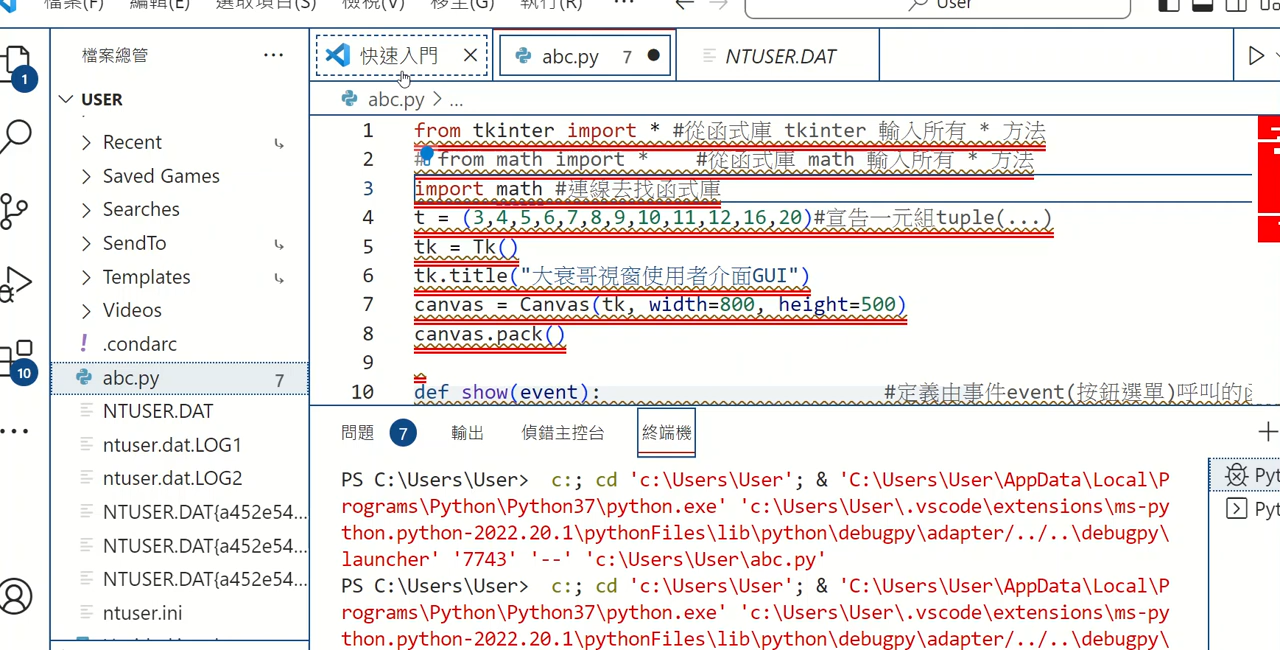 檔案(F) 編輯(E) 選取項目(S) 檢視(V) 移至(G) 執行(R) ... User
檔案總管 ...
快速入門
abc.py 7
NTUSER.DAT
1
USER
abc.py > ...
Recent
Saved Games
Searches
SendTo
Templates
Videos
.condarc
abc.py 7
NTUSER.DAT
ntuser.dat.LOG1
ntuser.dat.LOG2
NTUSER.DAT{a452e54...
NTUSER.DAT{a452e54...
NTUSER.DAT{a452e54...
ntuser.ini
10
1 from tkinter import * #從函式庫 tkinter 輸入所有 * 方法
2 # from math import * #從函式庫 math 輸入所有 * 方法
3 import math #連線去找函式庫
4 t = (3,4,5,6,7,8,9,10,11,12,16,20)#宣告一元組tuple(...)
5 tk = Tk()
6 tk.title("大衰哥視窗使用者介面GUI")
7 canvas = Canvas(tk, width=800, height=500)
8 canvas.pack()
9
10 def show(event): #定義由事件event(按鈕選單)呼叫的
問題 7 輸出 偵錯主控台 終端機
PS C:\Users\User>  c:; cd 'c:\Users\User'; & 'C:\Users\User\AppData\Local\P
rograms\Python\Python37\python.exe' 'c:\Users\User\.vscode\extensions\ms-py
thon.python-2022.20.1\pythonFiles\lib\python\debugpy\adapter/../..\debugpy\
launcher' '7743' '--' 'c:\Users\User\abc.py'
PS C:\Users\User>  c:; cd 'c:\Users\User'; & 'C:\Users\User\AppData\Local\P
rograms\Python\Python37\python.exe' 'c:\Users\User\.vscode\extensions\ms-py
thon.python-2022.20.1\pythonFiles\lib\python\debugpy\adapter/../..\debugpy\
Pyt
Pyt